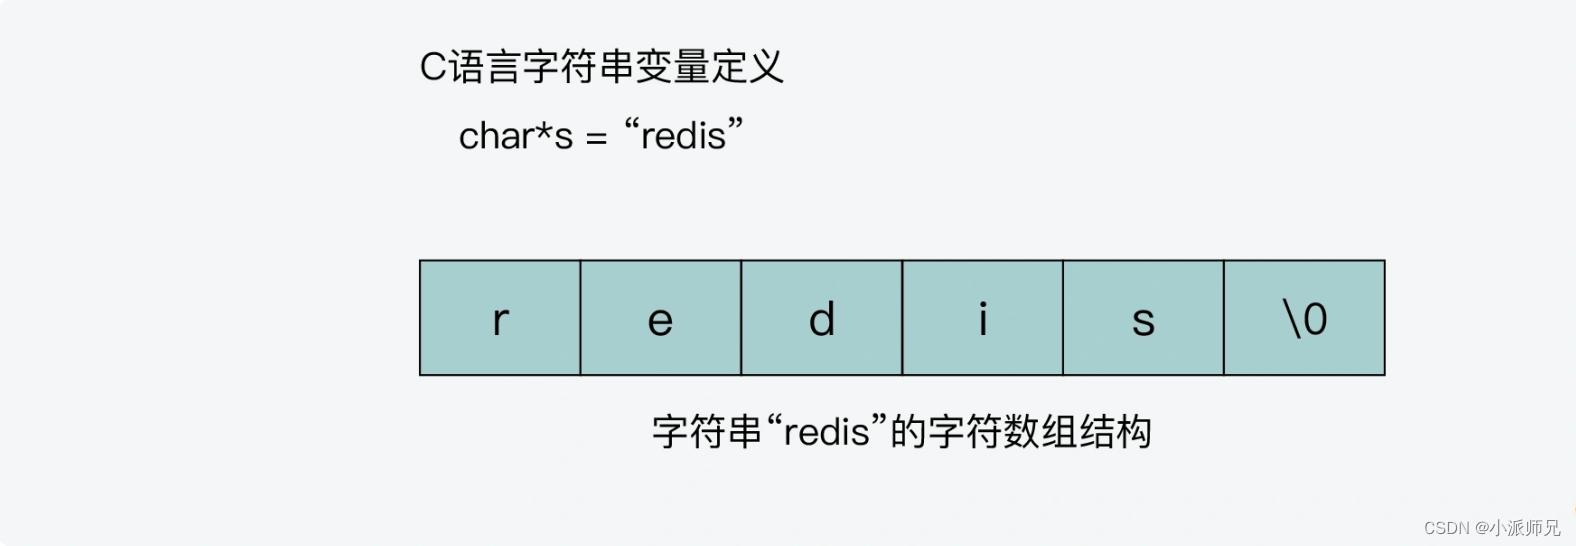 C语言字符串变量定义
char*s = “redis”
r e d i s \0
字符串“redis”的字符数组结构
CSDN @小派师兄